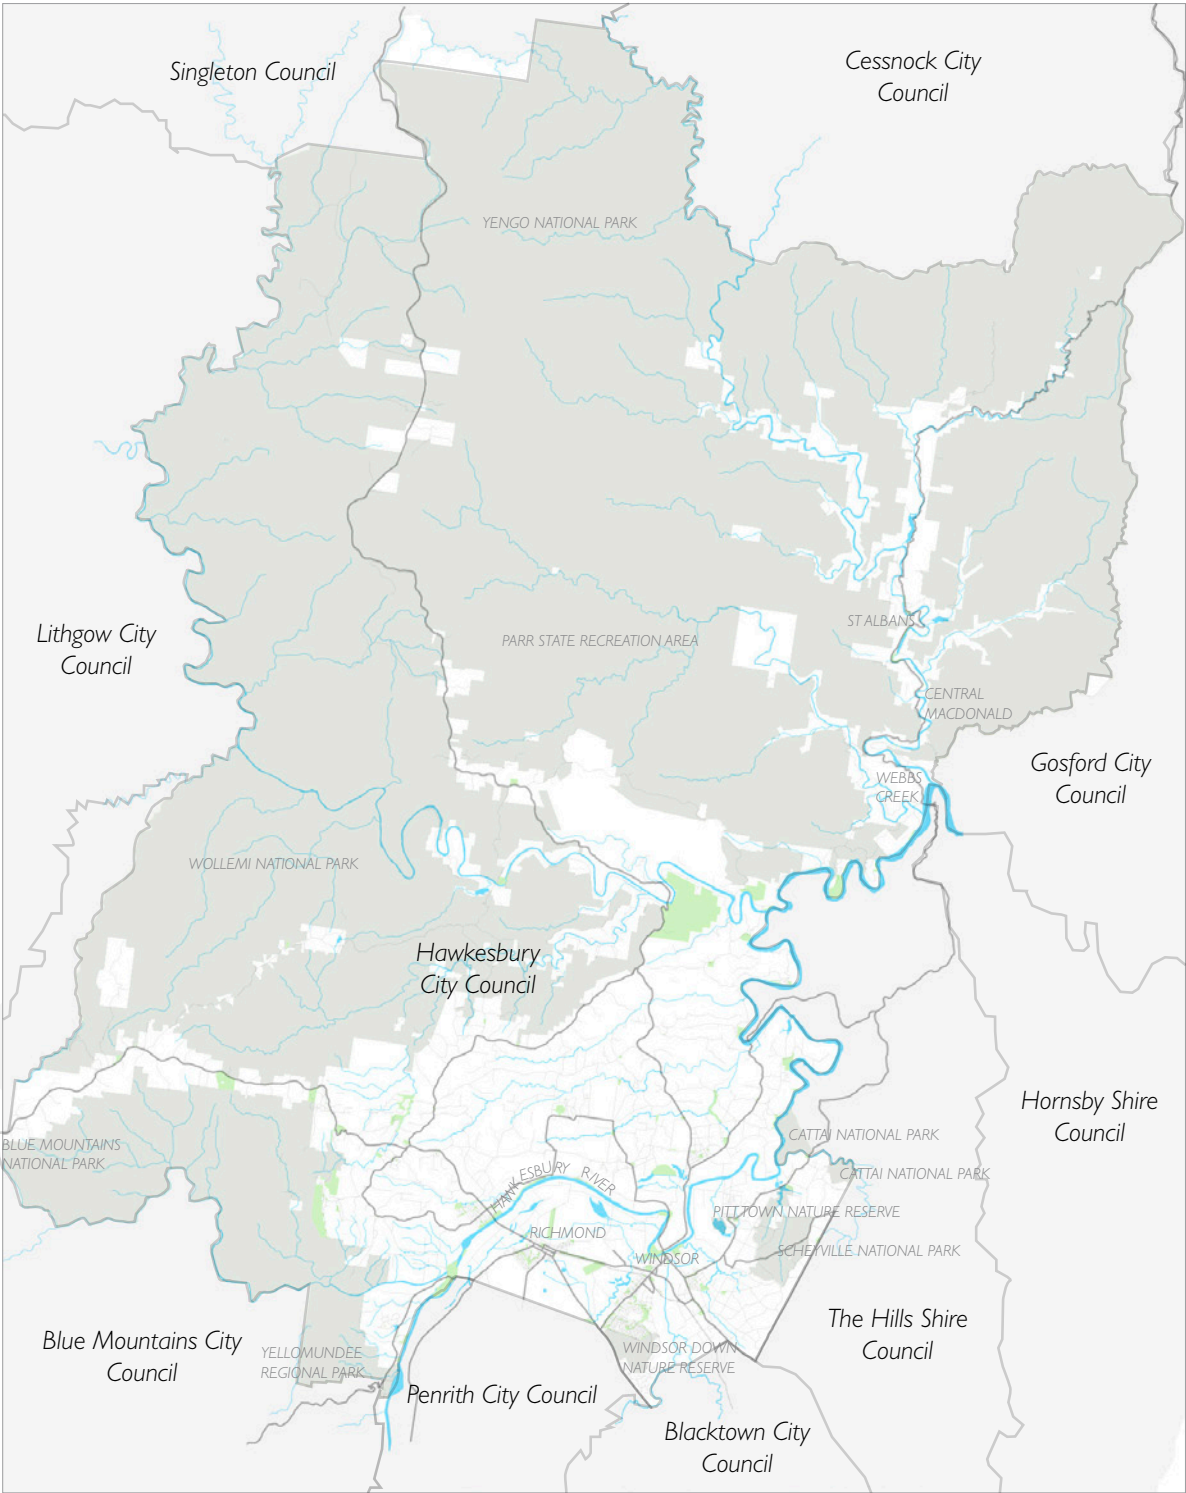 Singleton Council
Cessnock City
Council
YENGO NATIONAL PARK
Lithgow City
Council
PARR STATE RECREATION AREA
ST ALBANS
CENTRAL
MACDONALD
Gosford City
Council
WEBBS
CREEK
WOLLEMI NATIONAL PARK
Hawkesbury
City Council
Hornsby Shire
Council
BLUE MOUNTAINS
NATIONAL PARK
CATTAI NATIONAL PARK
CATTAI NATIONAL PARK
HAWKESBURY RIVER
PITT TOWN NATURE RESERVE
RICHMOND
WINDSOR
SCHEYVILLE NATIONAL PARK
The Hills Shire
Council
Blue Mountains City
Council
YELLOMUNDEE
REGIONAL PARK
WINDSOR DOWN
NATURE RESERVE
Penrith City Council
Blacktown City
Council